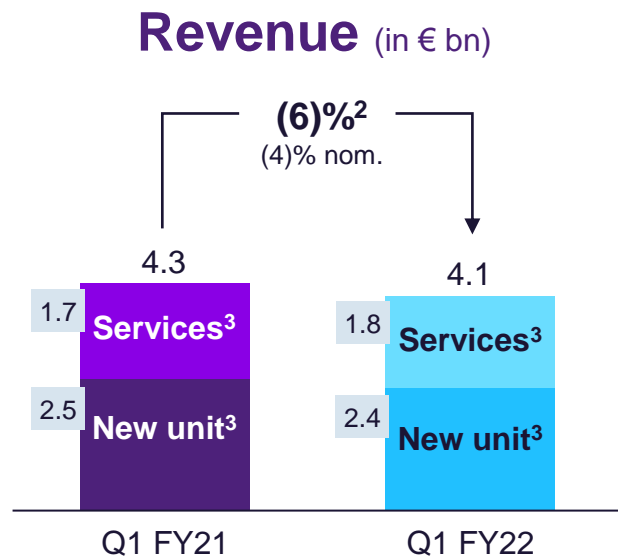 Revenue (in € bn)
(6)%²
(4)% nom.
4.3
4.1
1.7
Services³
1.8
Services³
2.5
New unit³
2.4
New unit³
Q1 FY21
Q1 FY22